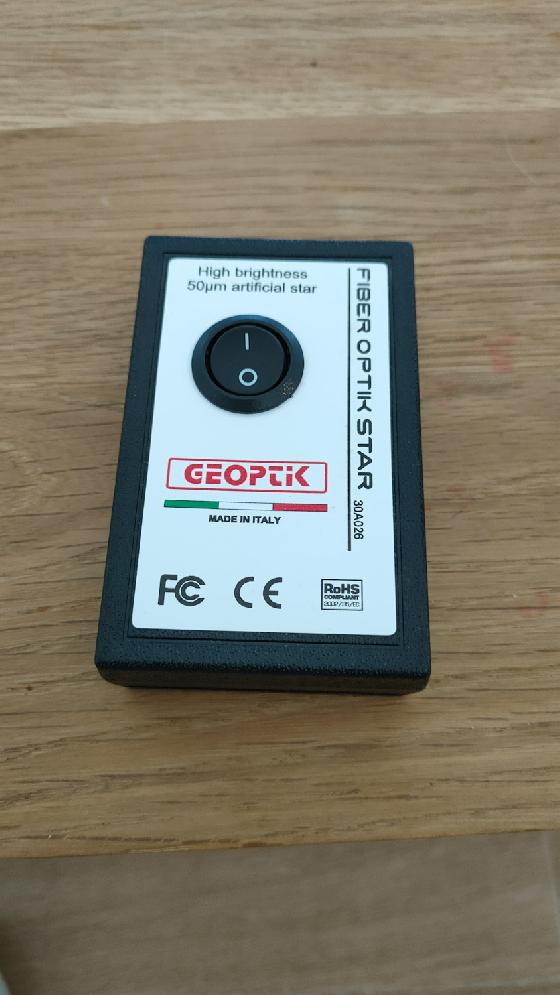 High brightness
50µm artificial star
FIBER OPTIK STAR
30A026
I
O
GEOPTIK
MADE IN ITALY
FC CE
RoHS
COMPLIANT